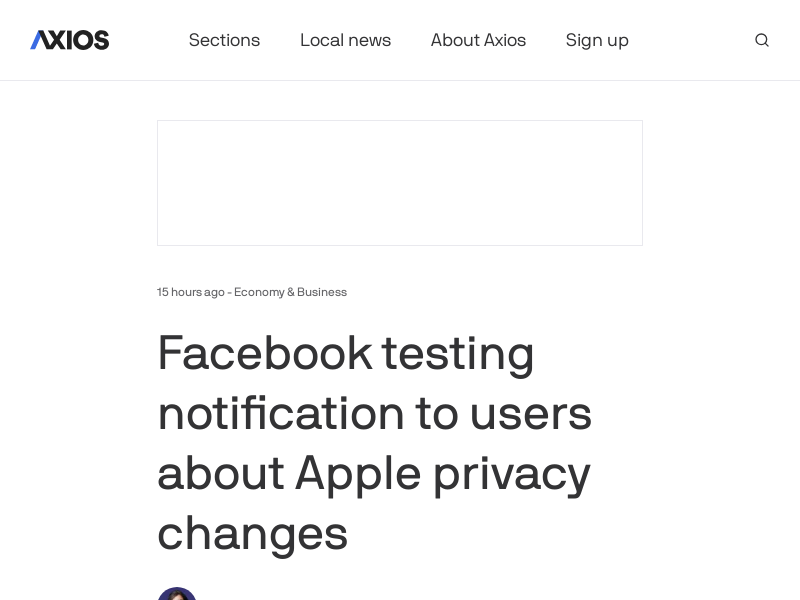 AXIOS Sections Local news About Axios Sign up
15 hours ago - Economy & Business
Facebook testing
notification to users
about Apple privacy
changes